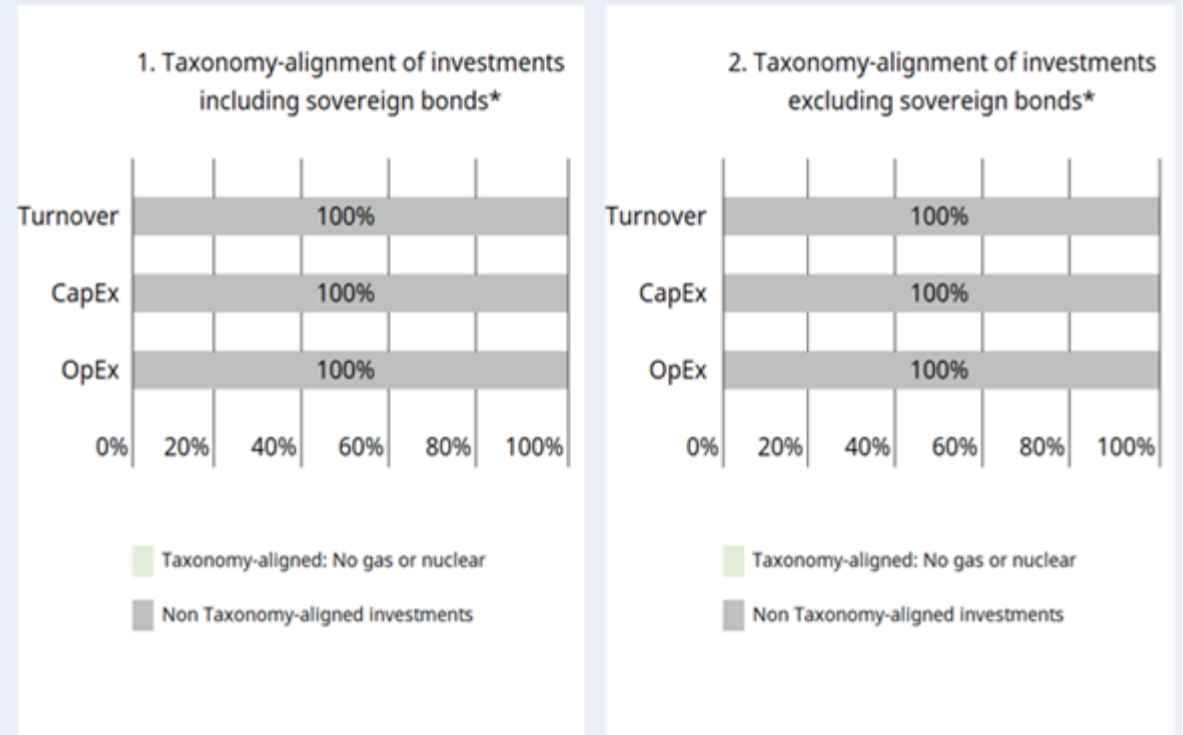 1. Taxonomy-alignment of investments
including sovereign bonds*
Turnover 100%
CapEx 100%
OpEx 100%
0% 20% 40% 60% 80% 100%
Taxonomy-aligned: No gas or nuclear
Non Taxonomy-aligned investments
2. Taxonomy-alignment of investments
excluding sovereign bonds*
Turnover 100%
CapEx 100%
OpEx 100%
0% 20% 40% 60% 80% 100%
Taxonomy-aligned: No gas or nuclear
Non Taxonomy-aligned investments